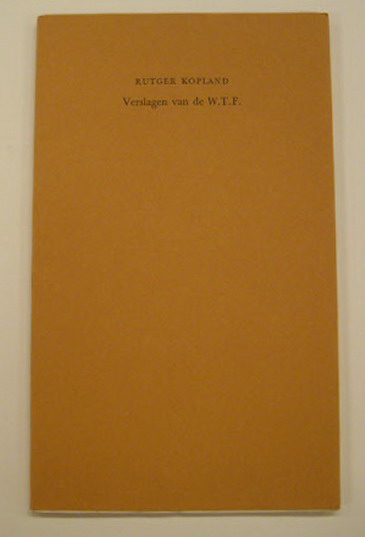 RUTGER KOPLAND
Verslagen van de W.T.F.